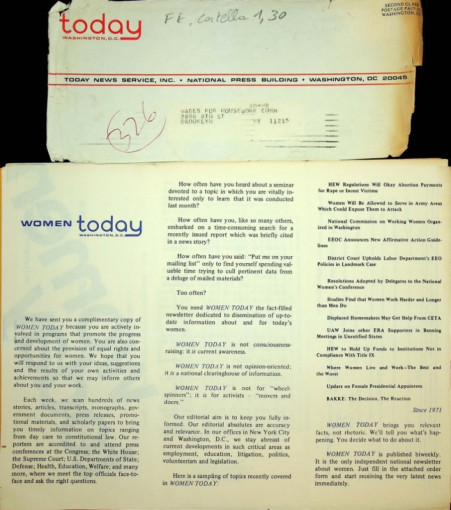 today
WASHINGTON, D.C.
F.E. Cartella 1,30
SECOND CLASS
POSTAGE PAID
WASHINGTON, D.C.
TODAY NEWS SERVICE, INC. • NATIONAL PRESS BUILDING • WASHINGTON, DC 20045
326
WAGES FOR HOUSEWORK COMM
BROOKLYN NY 11215
WOMEN today
WASHINGTON, D.C.
We have sent you a complimentary copy of
WOMEN TODAY because you are actively in-
volved in programs that promote the progress
and development of women. You are also con-
cerned about the provision of equal rights and
opportunities for women. We hope that you
will respond to us with your ideas, suggestions
and the results of your own activities and
achievements so that we may inform others
about you and your work.
Each week, we scan hundreds of news
stories, articles, transcripts, monographs, gov-
ernment documents, press releases, promo-
tional materials, and scholarly papers to bring
you timely information on topics ranging
from day care to constitutional law. Our re-
porters are accredited to and attend press
conferences at the Congress; the White House;
the Supreme Court; U.S. Departments of State;
Defense; Health, Education, Welfare; and many
more, where we meet the top officials face-to-
face and ask the right questions.
How often have you heard about a seminar
devoted to a topic in which you are vitally in-
terested only to learn that it was conducted
last month?
How often have you, like so many others,
embarked on a time-consuming search for a
recently issued report which was briefly cited
in a news story?
How often have you said: "Put me on your
mailing list" only to find yourself spending val-
uable time trying to cull pertinent data from
a deluge of mailed materials?
Too often?
You need WOMEN TODAY the fact-filled
newsletter dedicated to dissemination of up-to-
date information about and for today's
women.
WOMEN TODAY is not consciousness-
raising; it is current awareness.
WOMEN TODAY is not opinion-oriented;
it is a national clearinghouse of information.
WOMEN TODAY is not for "wheel-
spinners"; it is for activists - "movers and
doers."
Our editorial aim is to keep you fully in-
formed. Our editorial absolutes are accuracy
and relevance. In our offices in New York City
and Washington, D.C., we stay abreast of
current developments in such critical areas as
employment, education, litigation, politics,
volunteerism and legislation.
Here is a sampling of topics recently covered
in WOMEN TODAY:
HEW Regulations Will Okay Abortion Payments
for Rape or Incest Victims
Women Will Be Allowed to Serve in Army Areas
Which Could Expose Them to Attack
National Commission on Working Women Organ-
ized in Washington
EEOC Announces New Affirmative Action Guide-
lines
District Court Upholds Labor Department's EEO
Policies in Landmark Case
Resolutions Adopted by Delegates to the National
Women's Conference
Studies Find that Women Work Harder and Longer
than Men Do
Displaced Homemakers May Get Help From CETA
UAW Joins other ERA Supporters in Banning
Meetings in Unratified States
HEW to Hold Up Funds to Institutions Not in
Compliance With Title IX
Where Women Live and Work—The Best and the
Worst
Update on Female Presidential Appointees
BAKKE: The Decision, The Reaction
Since 1971
WOMEN TODAY brings you relevant
facts, not rhetoric. We'll tell you what's hap-
pening. You decide what to do about it.
WOMEN TODAY is published biweekly.
It is the only independent national newsletter
about women. Just fill in the attached order
form and start receiving the very latest news
immediately.